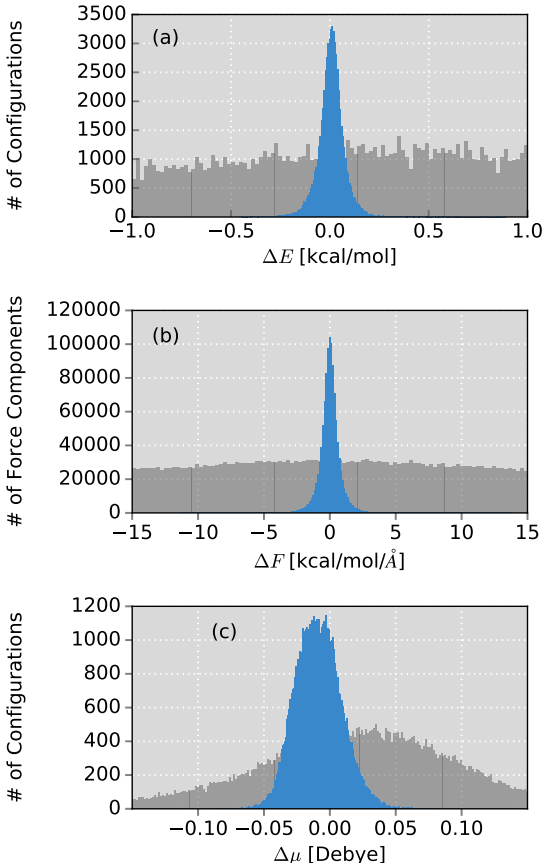 3500
3000
2500
2000
1500
1000
500
0
# of Configurations
(a)
−1.0 −0.5 0.0 0.5 1.0
ΔE [kcal/mol]
120000
100000
80000
60000
40000
20000
0
# of Force Components
(b)
−15 −10 −5 0 5 10 15
ΔF [kcal/mol/Å]
1200
1000
800
600
400
200
0
# of Configurations
(c)
−0.10 −0.05 0.00 0.05 0.10
Δμ [Debye]